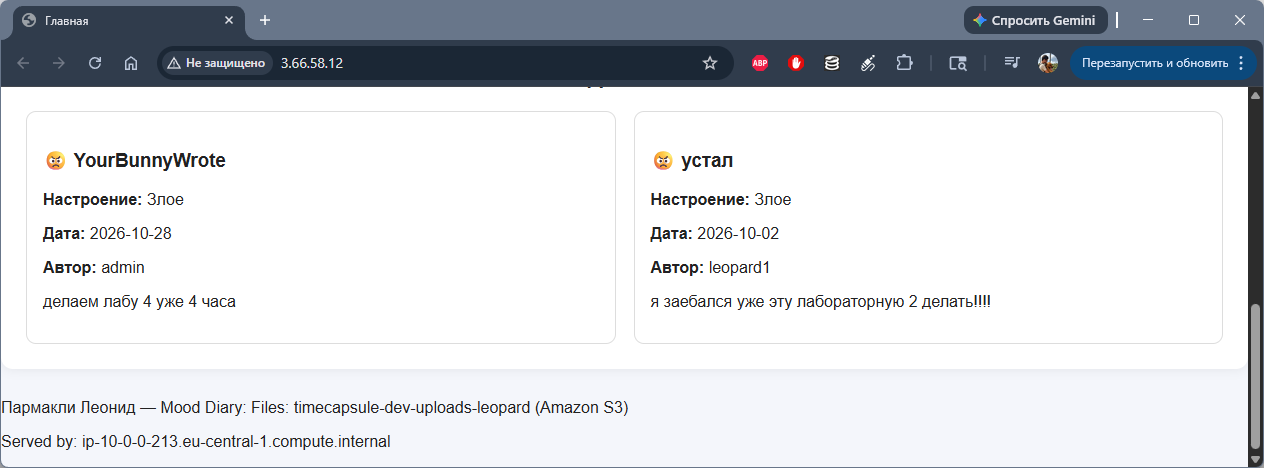 Главная
Спросить Gemini
Не защищено
3.66.58.12
ABP
Перезапустить и обновить
YourBunnyWrote
Настроение: Злое
Дата: 2026-10-28
Автор: admin
делаем лабу 4 уже 4 часа
устал
Настроение: Злое
Дата: 2026-10-02
Автор: leopard1
я заебался уже эту лабораторную 2 делать!!!!
Пармакли Леонид — Mood Diary: Files: timecapsule-dev-uploads-leopard (Amazon S3)
Served by: ip-10-0-0-213.eu-central-1.compute.internal